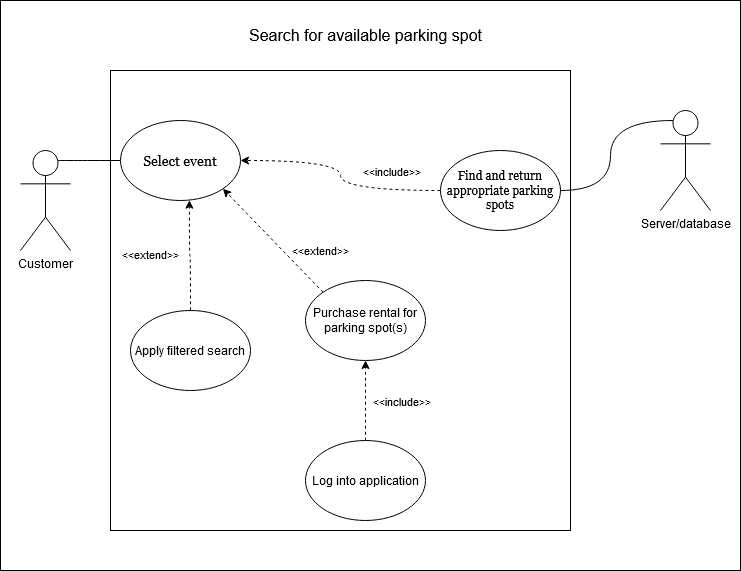 Search for available parking spot
Select event
<<include>>
Find and return
appropriate parking
spots
Server/database
Customer
<<extend>>
<<extend>>
Purchase rental for
parking spot(s)
Apply filtered search
<<include>>
Log into application